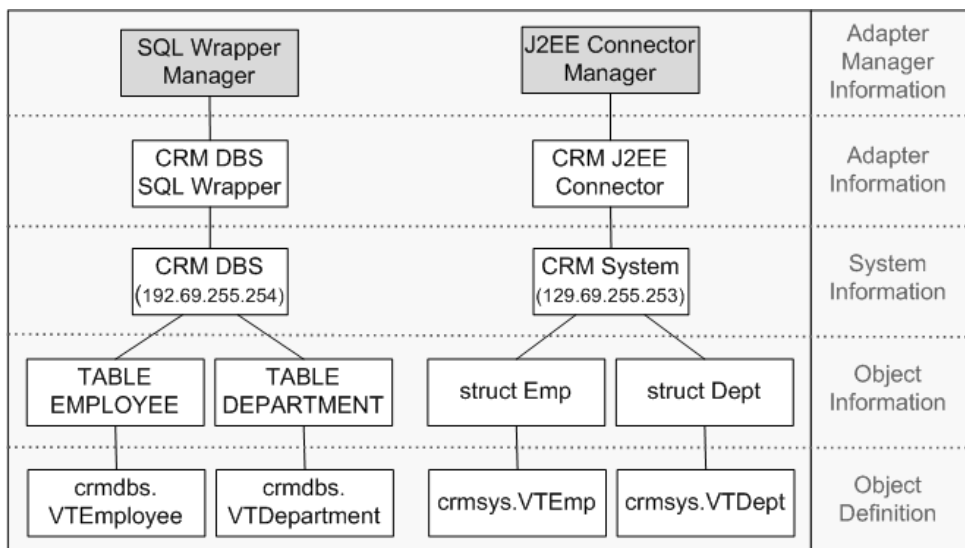 SQL Wrapper
Manager
J2EE Connector
Manager
Adapter
Manager
Information
CRM DBS
SQL Wrapper
CRM J2EE
Connector
Adapter
Information
CRM DBS
(192.69.255.254)
CRM System
(129.69.255.253)
System
Information
TABLE
EMPLOYEE
TABLE
DEPARTMENT
struct Emp
struct Dept
Object
Information
crmdbs.
VTEmployee
crmdbs.
VTDepartment
crmsys.VTEmp
crmsys.VTDept
Object
Definition